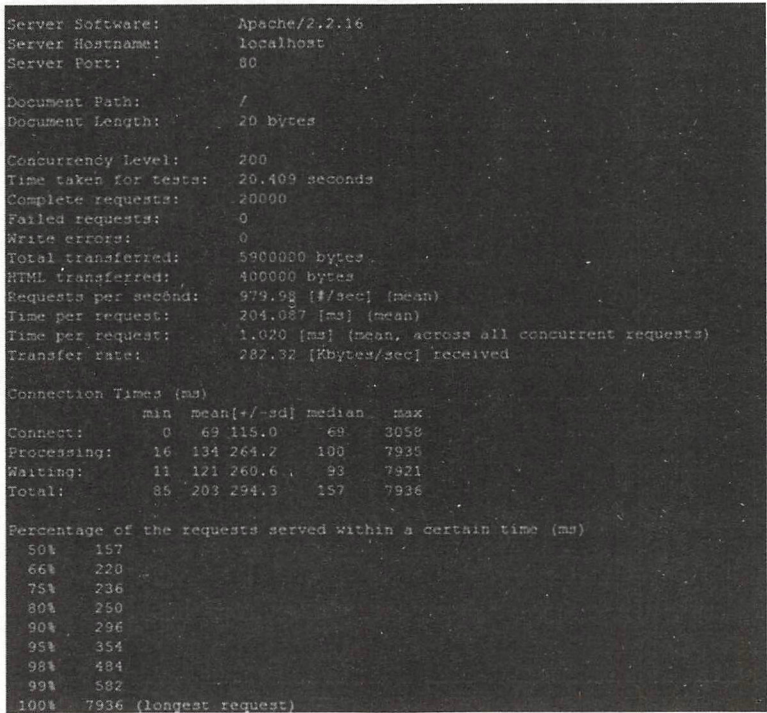 Server Software: Apache/2.2.16
Server Hostname: localhost
Server Port: 80
Document Path: /
Document Length: 20 bytes
Concurrency Level: 200
Time taken for tests: 20.409 seconds
Complete requests: 20000
Failed requests: 0
Write errors: 0
Total transferred: 5900000 bytes
HTML transferred: 400000 bytes
Requests per second: 979.98 [#/sec] (mean)
Time per request: 204.087 [ms] (mean)
Time per request: 1.020 [ms] (mean, across all concurrent requests)
Transfer rate: 282.32 [Kbytes/sec] received
Connection Times (ms)
min mean[+/-sd] median max
Connect: 0 69 115.0 69 3058
Processing: 16 134 264.2 100 7935
Waiting: 11 121 260.6 93 7921
Total: 85 203 294.3 157 7936
Percentage of the requests served within a certain time (ms)
50% 157
66% 220
75% 236
80% 250
90% 296
95% 354
98% 484
99% 582
100% 7936 (longest request)